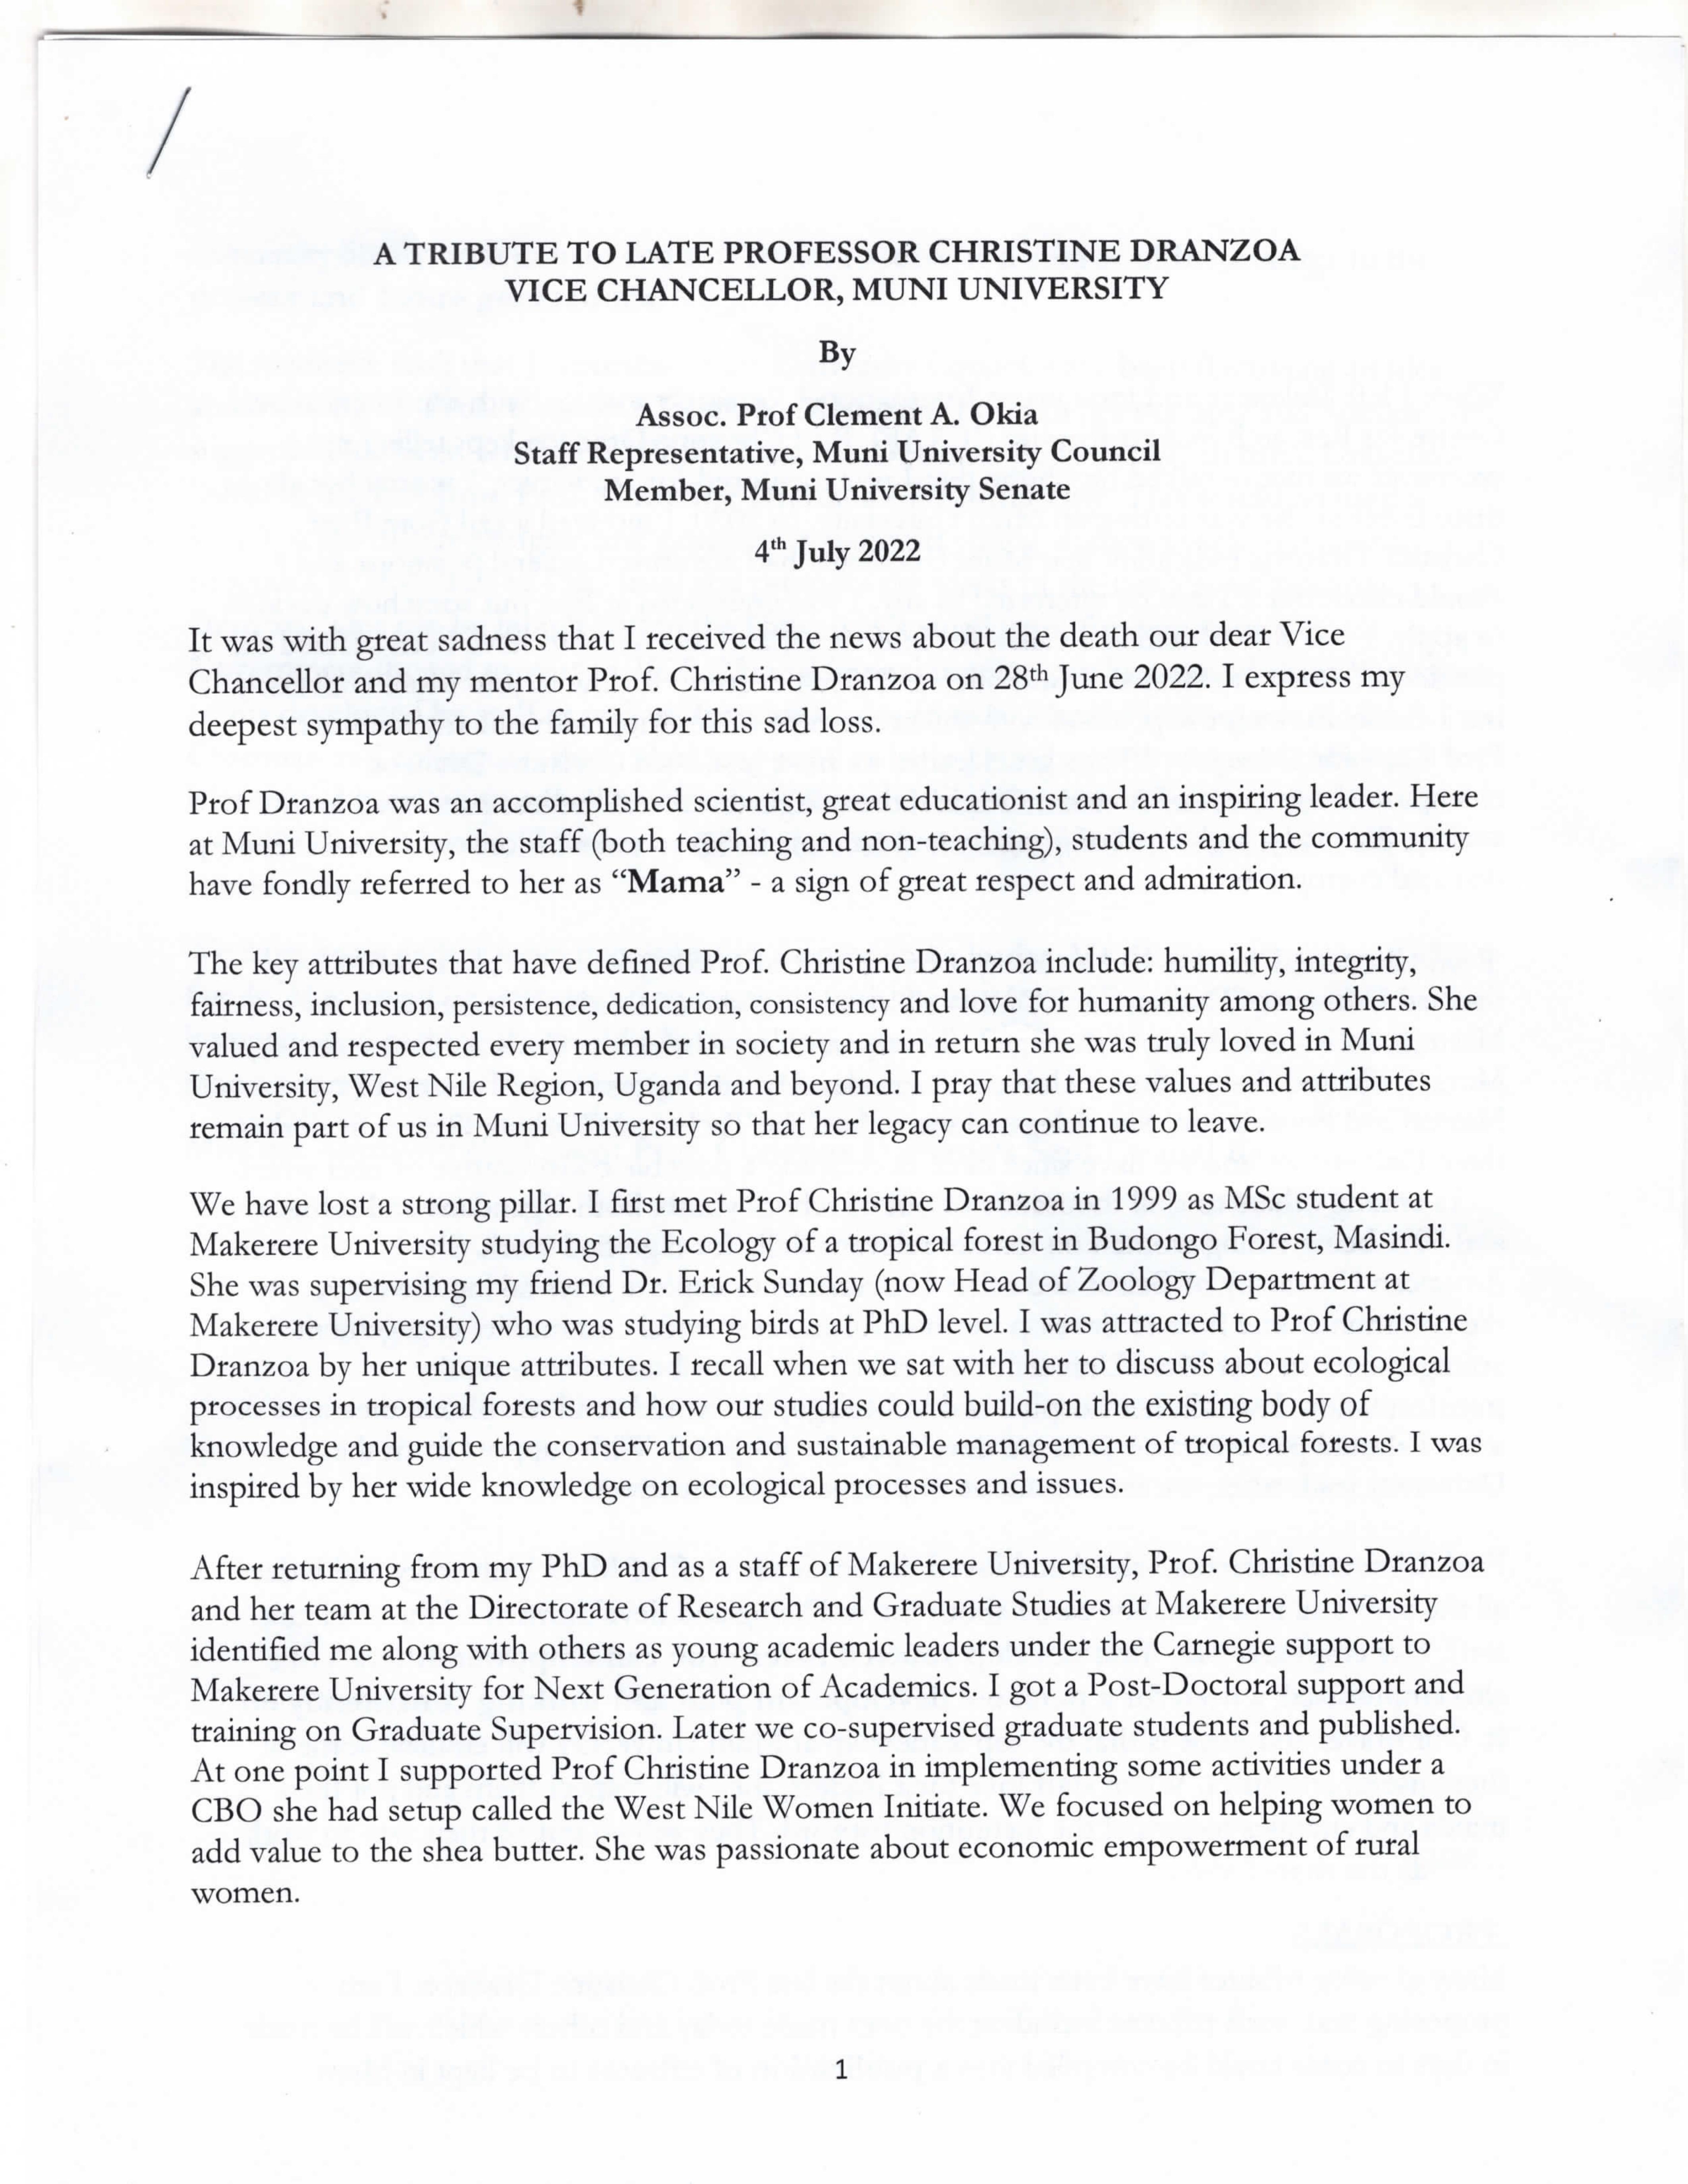 A TRIBUTE TO LATE PROFESSOR CHRISTINE DRANZOA
VICE CHANCELLOR, MUNI UNIVERSITY
By
Assoc. Prof Clement A. Okia
Staff Representative, Muni University Council
Member, Muni University Senate
4th July 2022
It was with great sadness that I received the news about the death our dear Vice
Chancellor and my mentor Prof. Christine Dranzoa on 28th June 2022. I express my
deepest sympathy to the family for this sad loss.
Prof Dranzoa was an accomplished scientist, great educationist and an inspiring leader. Here
at Muni University, the staff (both teaching and non-teaching), students and the community
have fondly referred to her as “Mama” - a sign of great respect and admiration.
The key attributes that have defined Prof. Christine Dranzoa include: humility, integrity,
fairness, inclusion, persistence, dedication, consistency and love for humanity among others. She
valued and respected every member in society and in return she was truly loved in Muni
University, West Nile Region, Uganda and beyond. I pray that these values and attributes
remain part of us in Muni University so that her legacy can continue to leave.
We have lost a strong pillar. I first met Prof Christine Dranzoa in 1999 as MSc student at
Makerere University studying the Ecology of a tropical forest in Budongo Forest, Masindi.
She was supervising my friend Dr. Erick Sunday (now Head of Zoology Department at
Makerere University) who was studying birds at PhD level. I was attracted to Prof Christine
Dranzoa by her unique attributes. I recall when we sat with her to discuss about ecological
processes in tropical forests and how our studies could build-on the existing body of
knowledge and guide the conservation and sustainable management of tropical forests. I was
inspired by her wide knowledge on ecological processes and issues.
After returning from my PhD and as a staff of Makerere University, Prof. Christine Dranzoa
and her team at the Directorate of Research and Graduate Studies at Makerere University
identified me along with others as young academic leaders under the Carnegie support to
Makerere University for Next Generation of Academics. I got a Post-Doctoral support and
training on Graduate Supervision. Later we co-supervised graduate students and published.
At one point I supported Prof Christine Dranzoa in implementing some activities under a
CBO she had setup called the West Nile Women Initiate. We focused on helping women to
add value to the shea butter. She was passionate about economic empowerment of rural
women.
1